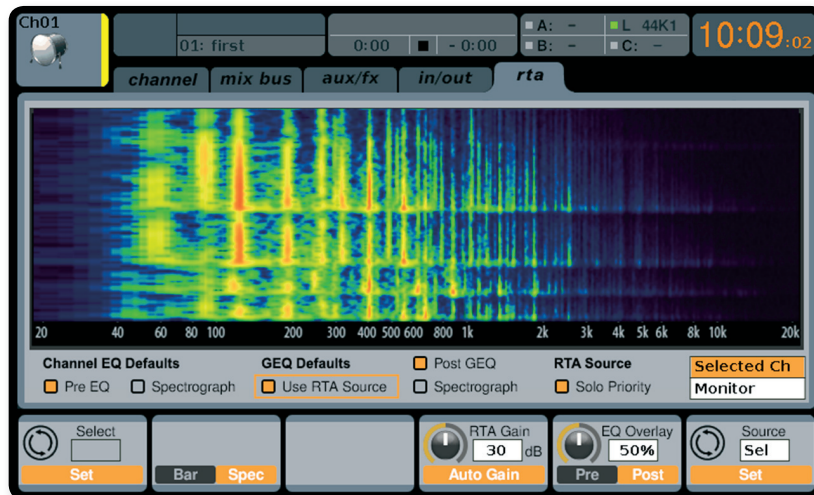 Ch01
A: - L 44K1
01: first 0:00 - 0:00 B: - C: - 10:09:02
channel mix bus aux/fx in/out rta
20 40 60 80 100 200 300 400 500 600 800 1k 2k 3k 4k 5k 6k 8k 10k 20k
Channel EQ Defaults GEQ Defaults Post GEQ RTA Source Selected Ch
Pre EQ Spectrograph Use RTA Source Spectrograph Solo Priority Monitor
Select RTA Gain EQ Overlay Source
30 dB 50% Sel
Set Bar Spec Auto Gain Pre Post Set